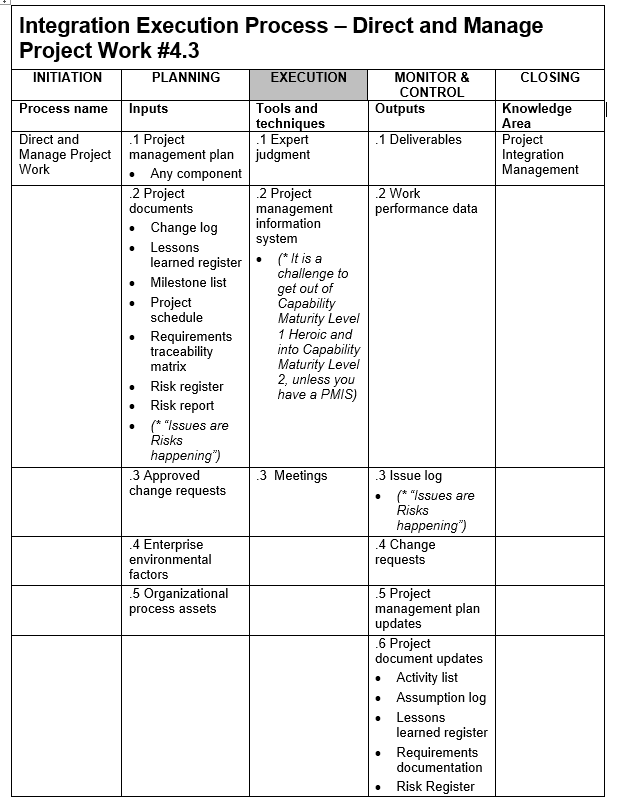 Integration Execution Process – Direct and Manage
Project Work #4.3
INITIATION
PLANNING
EXECUTION
MONITOR &
CONTROL
CLOSING
Process name
Inputs
Tools and
techniques
Outputs
Knowledge
Area
Direct and
Manage Project
Work
.1 Project
management plan
• Any component
.1 Expert
judgment
.1 Deliverables
Project
Integration
Management
.2 Project
documents
• Change log
• Lessons
learned register
• Milestone list
• Project
schedule
• Requirements
traceability
matrix
• Risk register
• Risk report
• (* “Issues are
Risks
happening”)
.2 Project
management
information
system
• (* It is a
challenge to
get out of
Capability
Maturity Level
1 Heroic and
into Capability
Maturity Level
2, unless you
have a PMIS)
.2 Work
performance data
.3 Approved
change requests
.3 Meetings
.3 Issue log
• (* “Issues are
Risks
happening”)
.4 Enterprise
environmental
factors
.4 Change
requests
.5 Organizational
process assets
.5 Project
management plan
updates
.6 Project
document updates
• Activity list
• Assumption log
• Lessons
learned register
• Requirements
documentation
• Risk Register